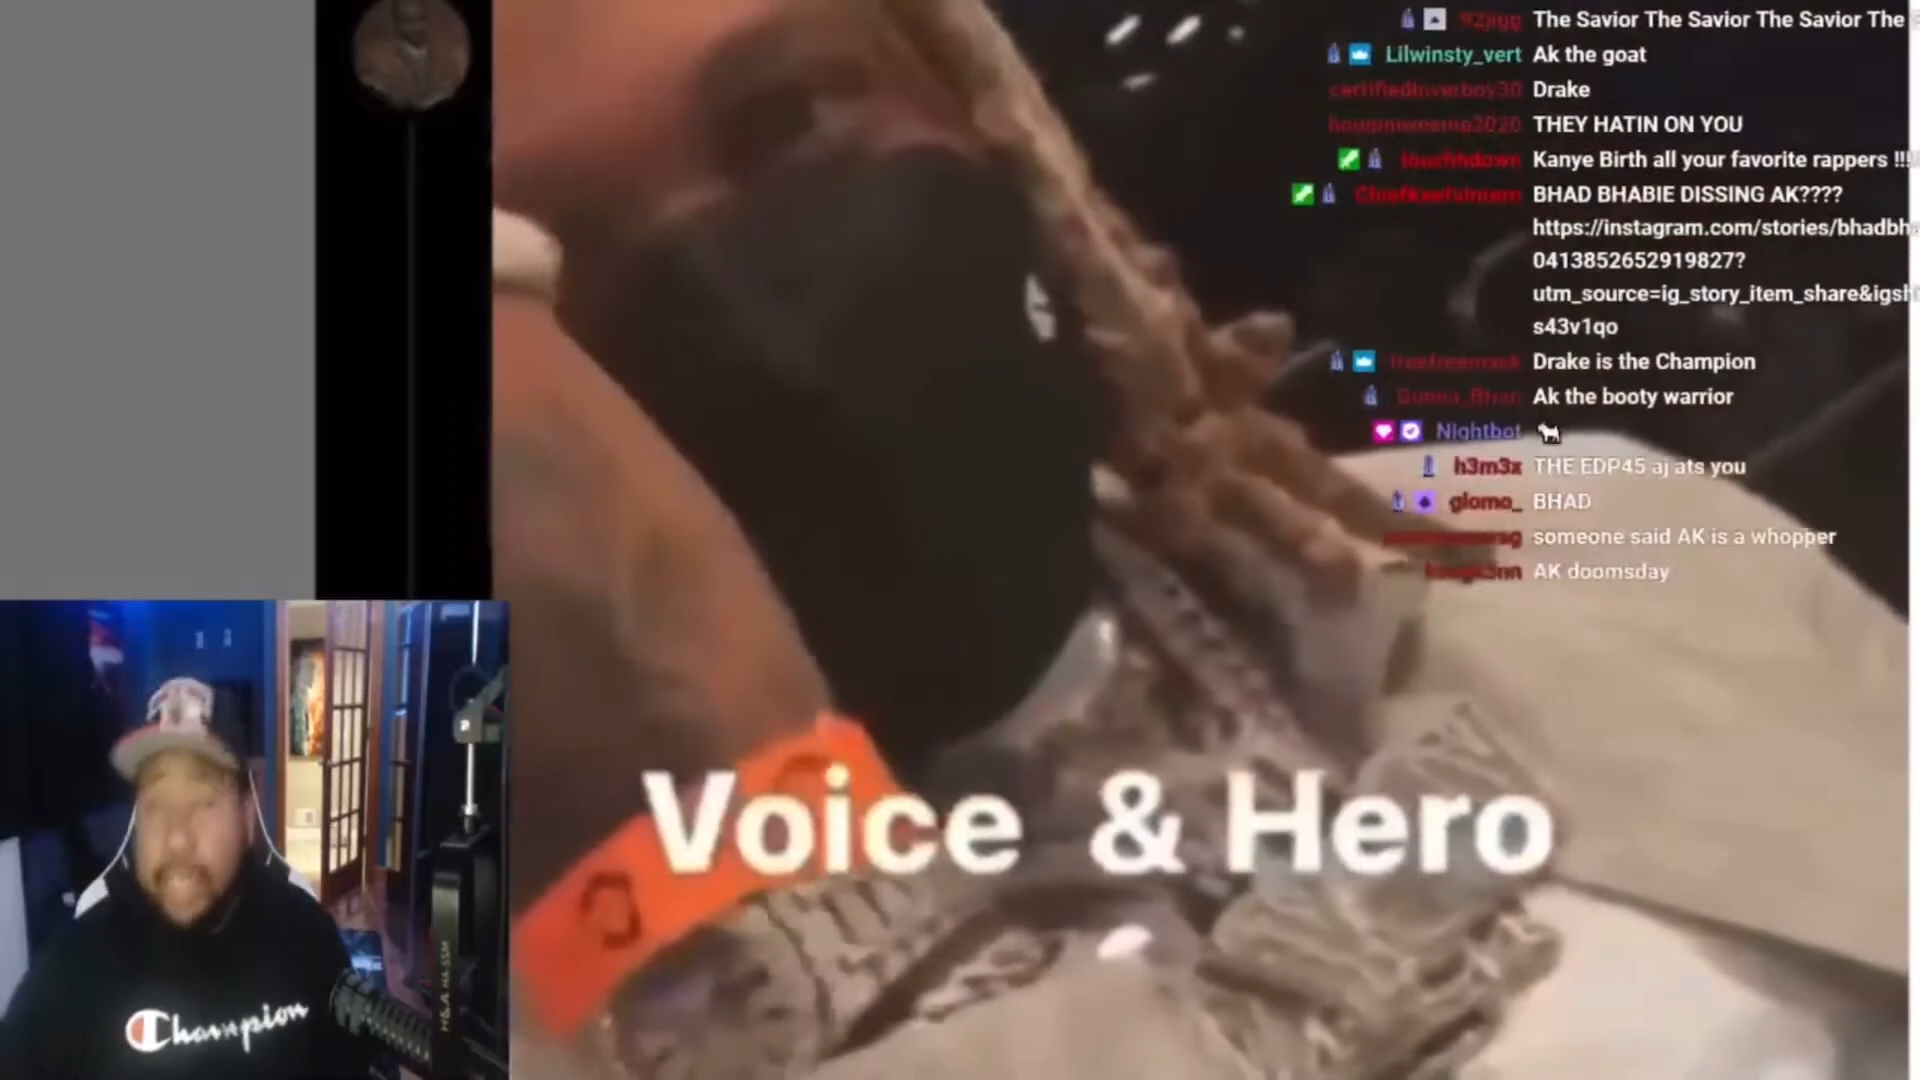 The Savior The Savior The Savior The
Lilwinsty_vert Ak the goat
certifiedloverboy30 Drake
THEY HATIN ON YOU
Kanye Birth all your favorite rappers !!!
BHAD BHABIE DISSING AK????
https://instagram.com/stories/bhadbh
041385265291982​7?
utm_source=ig_story_item_share&igsh
s43v1qo
Drake is the Champion
Ak the booty warrior
Nightbot
h3m3x THE EDP45 aj ats you
glomo_ BHAD
someone said AK is a whopper
AK doomsday
Voice & Hero
Champion